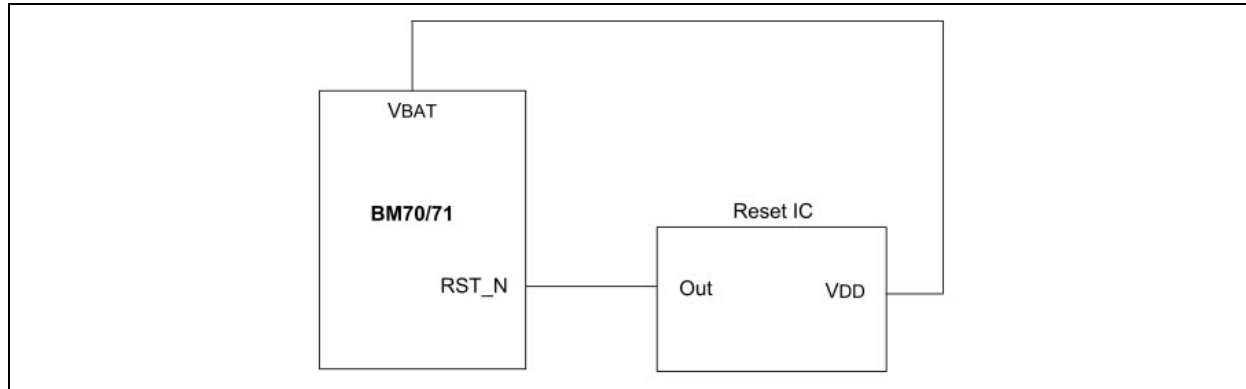 VBAT
BM70/71
Reset IC
RST_N
Out
VDD